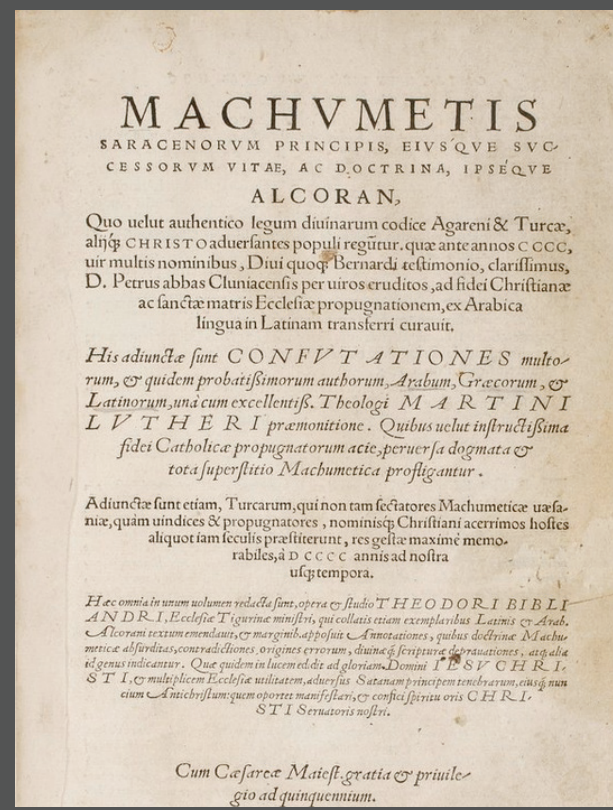 MACHVMETIS
SARACENORVM PRINCIPIS, EIVSQVE SVC-
CESSORVM VITAE, AC DOCTRINA, IPSEQVE
ALCORAN,
Quo uelut authentico legum diuinarum codice Agareni & Turcæ,
alijq́; CHRISTO aduersantes populi regūtur. quæ ante annos CCCC,
uir multis nominibus, Diui quoq; Bernardi testimonio, clarissimus,
D. Petrus abbas Cluniacensis per uiros eruditos, ad fidei Christianæ
ac sanctæ matris Ecclesiæ propugnationem, ex Arabica
lingua in Latinam transferri curauit.
His adiunctæ sunt CONFVTATIONES multo-
rum, & quidem probatißimorum authorum, Arabum, Græcorum, &
Latinorum, unà cum excellentiß. Theologi MARTINI
LVTHERI præmonitione. Quibus uelut instructißima
fidei Catholicæ propugnatorum acie, peruersa dogmata &
tota superstitio Machumetica profligantur.
Adiunctæ sunt etiam, Turcarum, qui non tam sectatores Machumeticæ uæsa-
niæ, quàm uindices & propugnatores, nominisq́; Christiani acerrimos hostes
aliquot iam seculis præstiterunt, res gestæ maximè memo-
rabiles, à DCCCC annis ad nostra
usq; tempora.
Hæc omnia in unum uolumen redacta sunt, opera & studio THEODORI BIBLI
ANDRI, Ecclesiæ Tigurinæ ministri, qui collatis etiam exemplaribus Latinis & Arab.
Alcorani textum emendauit, & marginib. apposuit Annotationes, quibus doctrinæ Machu-
meticæ absurditas, contradictiones, origines errorum, diuinæq́; scripturæ deprauationes, atq; alia
id genus indicantur. Quæ quidem in lucem edidit ad gloriam Domini IESV CHRI-
STI, & multiplicem Ecclesiæ utilitatem, aduersus Satanam principem tenebrarum, eiusq́; nun
cium Antichristum: quem oportet manifestari, & confici spiritu oris CHRI-
STI Seruatoris nostri.
Cum Cæsareæ Maiest. gratia & priuile-
gio ad quinquennium.